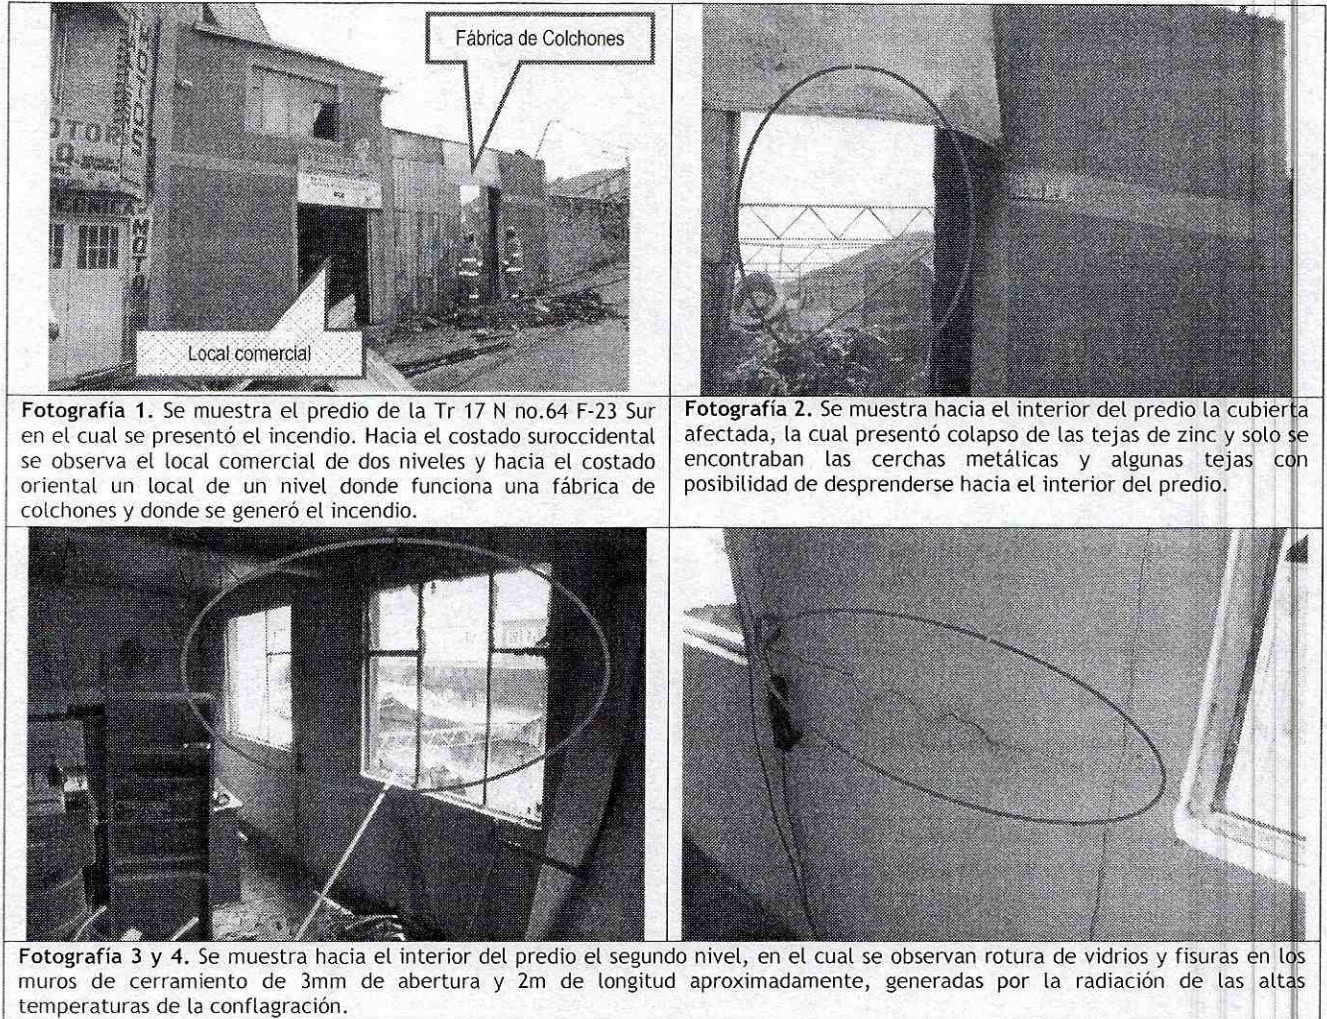 Fábrica de Colchones
MOTOS
MOTOR
MOTO
Local comercial
Fotografía 1. Se muestra el predio de la Tr 17 N no.64 F-23 Sur
en el cual se presentó el incendio. Hacia el costado suroccidental
se observa el local comercial de dos niveles y hacia el costado
oriental un local de un nivel donde funciona una fábrica de
colchones y donde se generó el incendio.
Fotografía 2. Se muestra hacia el interior del predio la cubierta
afectada, la cual presentó colapso de las tejas de zinc y solo se
encontraban las cerchas metálicas y algunas tejas con
posibilidad de desprenderse hacia el interior del predio.
Fotografía 3 y 4. Se muestra hacia el interior del predio el segundo nivel, en el cual se observan rotura de vidrios y fisuras en los
muros de cerramiento de 3mm de abertura y 2m de longitud aproximadamente, generadas por la radiación de las altas
temperaturas de la conflagración.